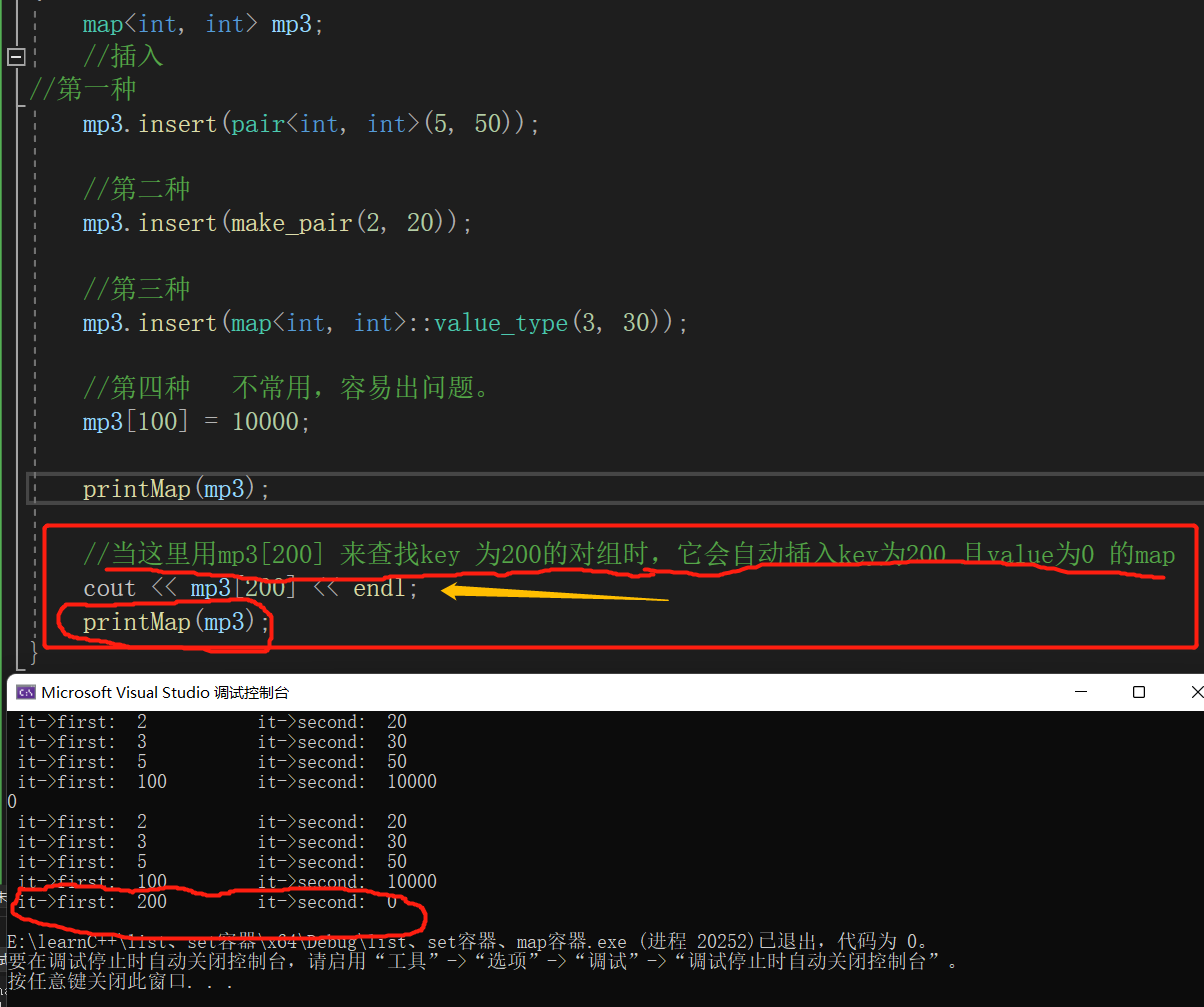 map<int, int> mp3;
//插入
//第一种
mp3.insert(pair<int, int>(5, 50));
//第二种
mp3.insert(make_pair(2, 20));
//第三种
mp3.insert(map<int, int>::value_type(3, 30));
//第四种   不常用，容易出问题。
mp3[100] = 10000;
printMap(mp3);
//当这里用mp3[200] 来查找key 为200的对组时，它会自动插入key为200 且value为0 的map
cout << mp3[200] << endl;
printMap(mp3);
}
Microsoft Visual Studio 调试控制台
it->first:  2         it->second:  20
it->first:  3         it->second:  30
it->first:  5         it->second:  50
it->first:  100         it->second:  10000
0
it->first:  2         it->second:  20
it->first:  3         it->second:  30
it->first:  5         it->second:  50
it->first:  100         it->second:  10000
it->first:  200         it->second:  0
E:\learnC++\list、set容器\x64\Debug\list、set容器、map容器.exe (进程 20252)已退出，代码为 0。
要在调试停止时自动关闭控制台，请启用“工具”->“选项”->“调试”->“调试停止时自动关闭控制台”。
按任意键关闭此窗口. . .